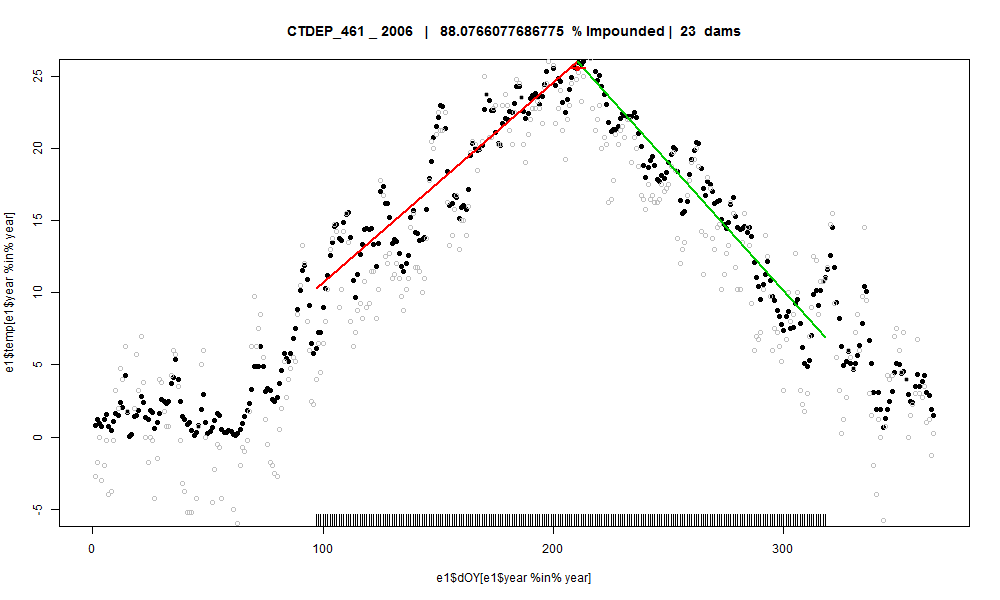 CTDEP_461 _ 2006 | 88.0766077686775 % Impounded | 23 dams
25
20
15
10
5
0
-5
e1$temp[e1$year %in% year]
0 100 200 300
e1$dOY[e1$year %in% year]